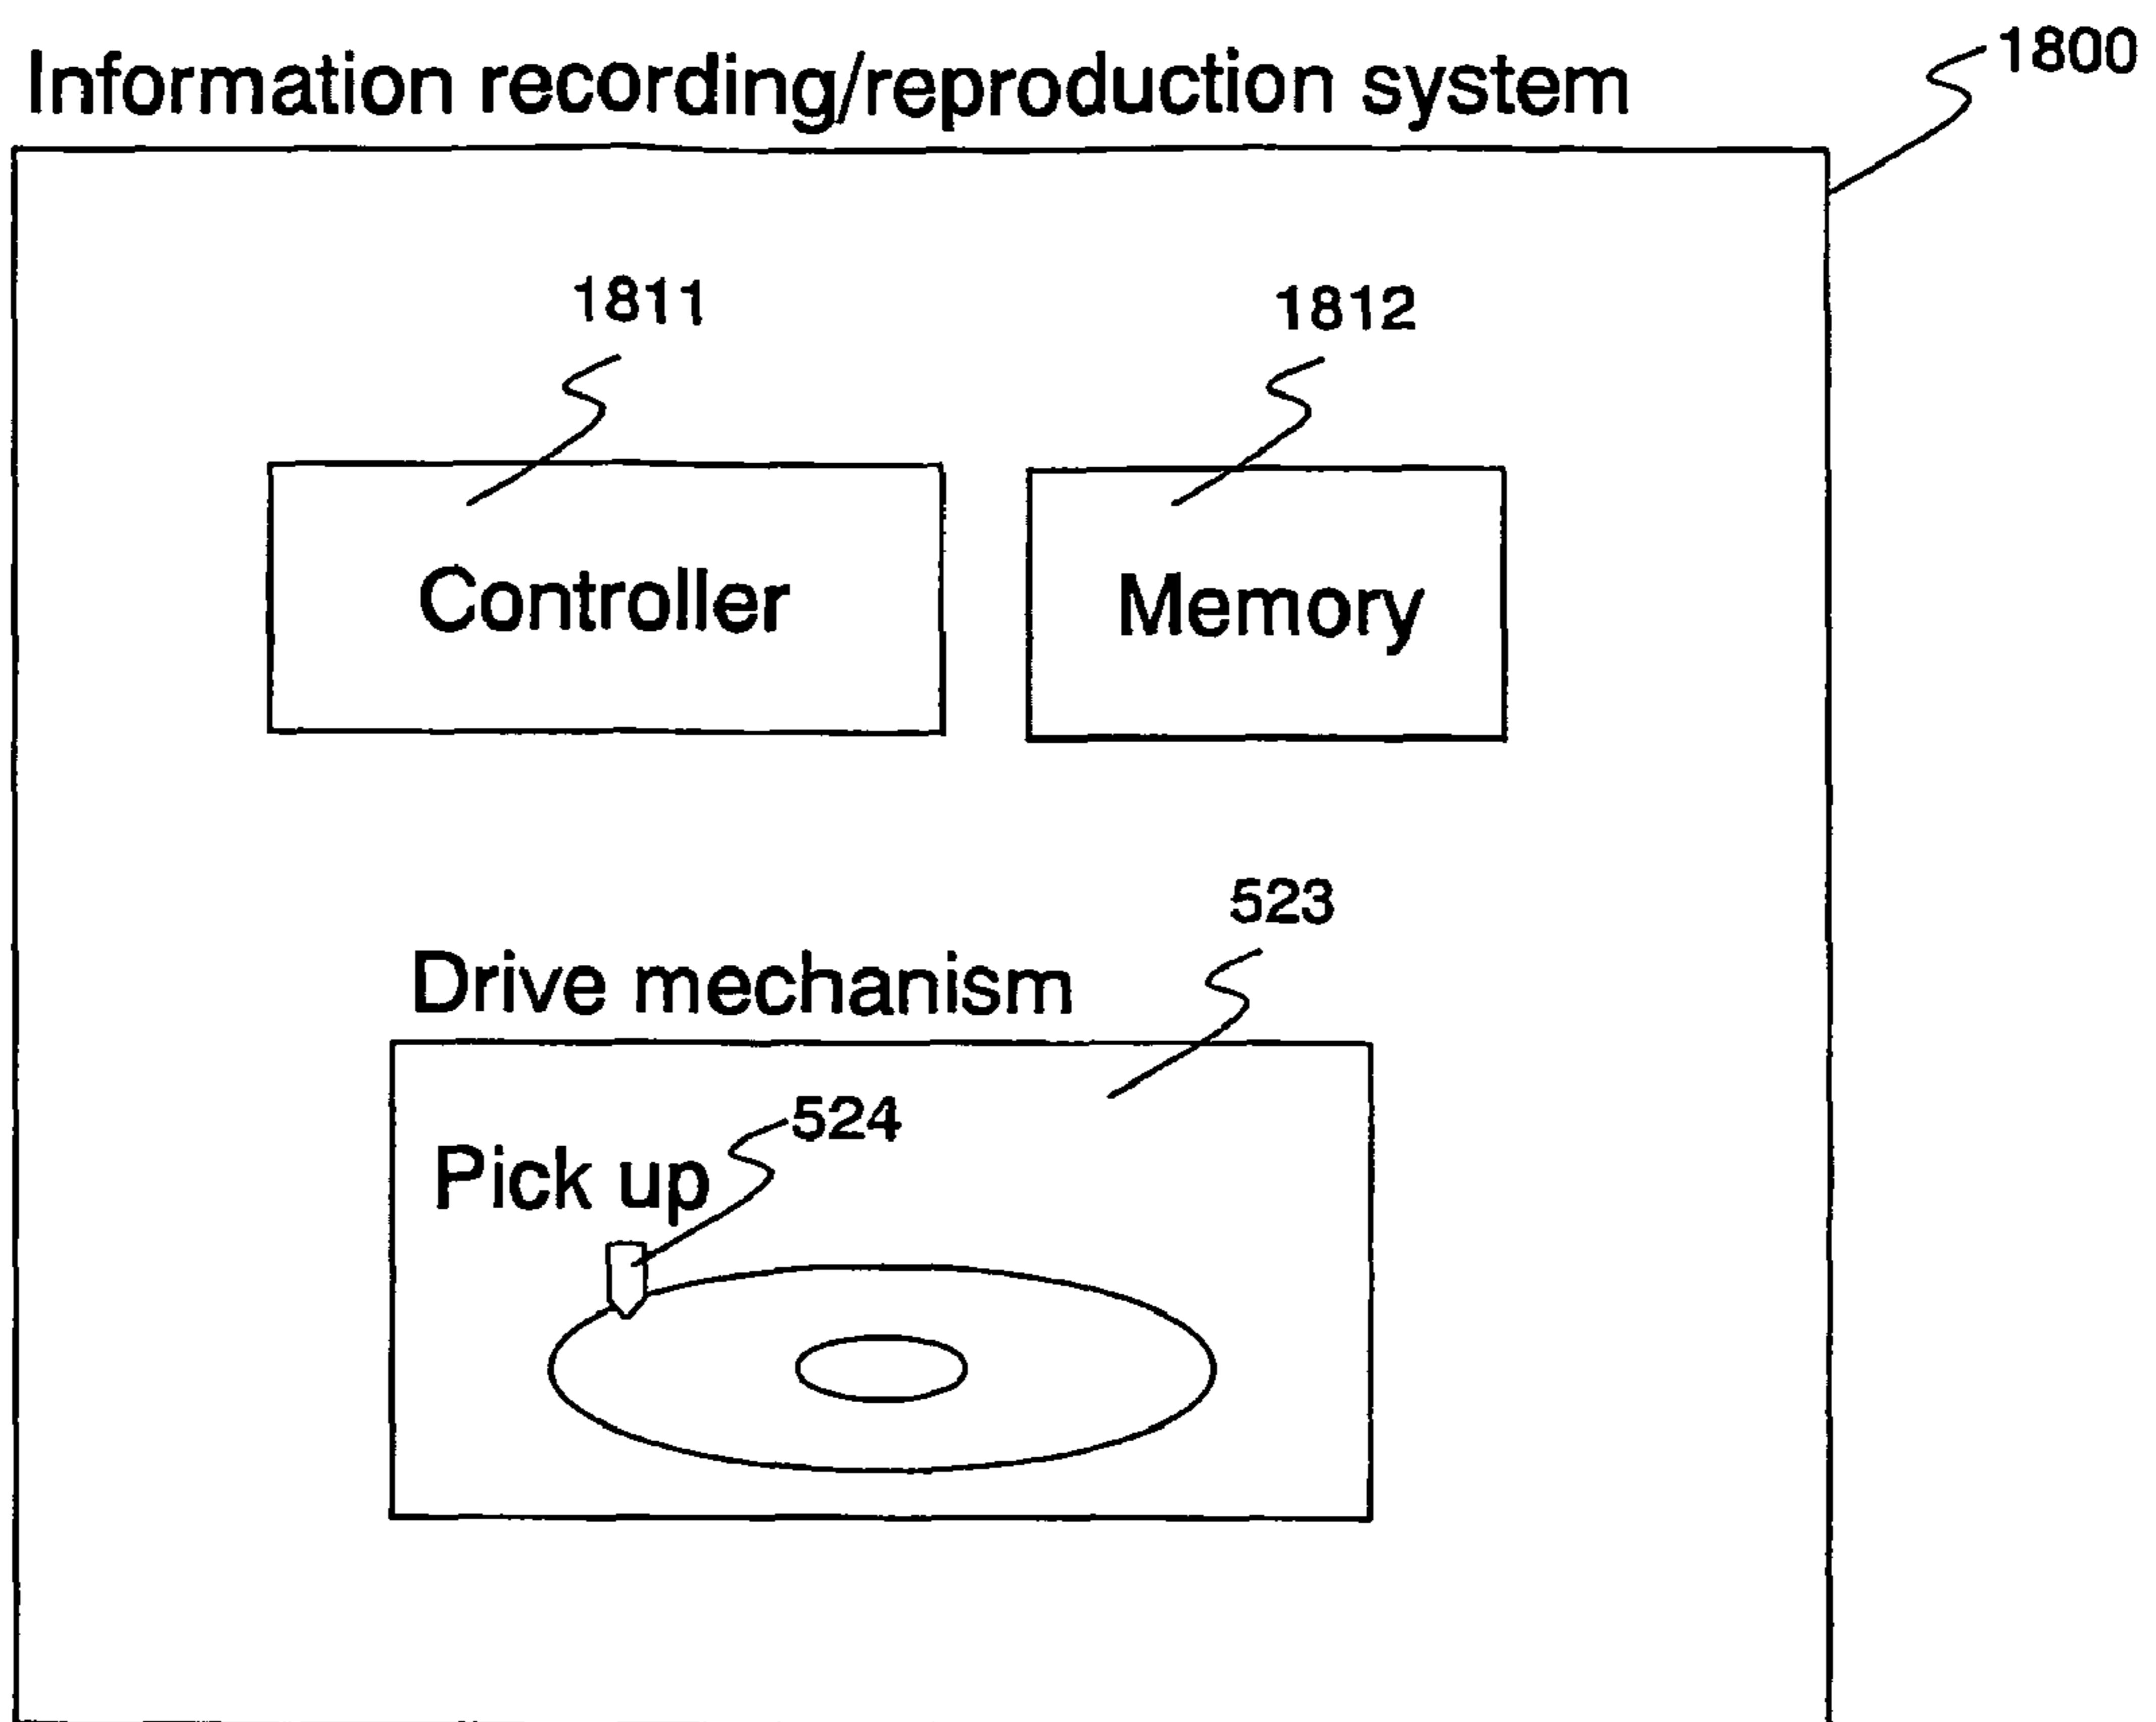 Information recording/reproduction system
1800
1811
1812
Controller
Memory
523
Drive mechanism
524
Pick up